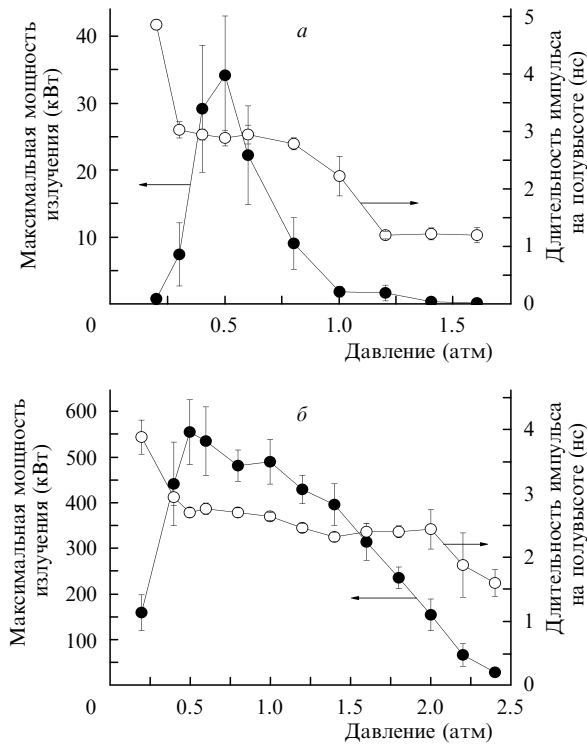 а
Максимальная мощность
излучения (кВт)
40
30
20
10
0
0.5
1.0
1.5
Давление (атм)
5
4
3
2
1
0
Длительность импульса
на полувысоте (нс)
б
Максимальная мощность
излучения (кВт)
600
500
400
300
200
100
0
0.5
1.0
1.5
2.0
2.5
Давление (атм)
4
3
2
1
0
Длительность импульса
на полувысоте (нс)